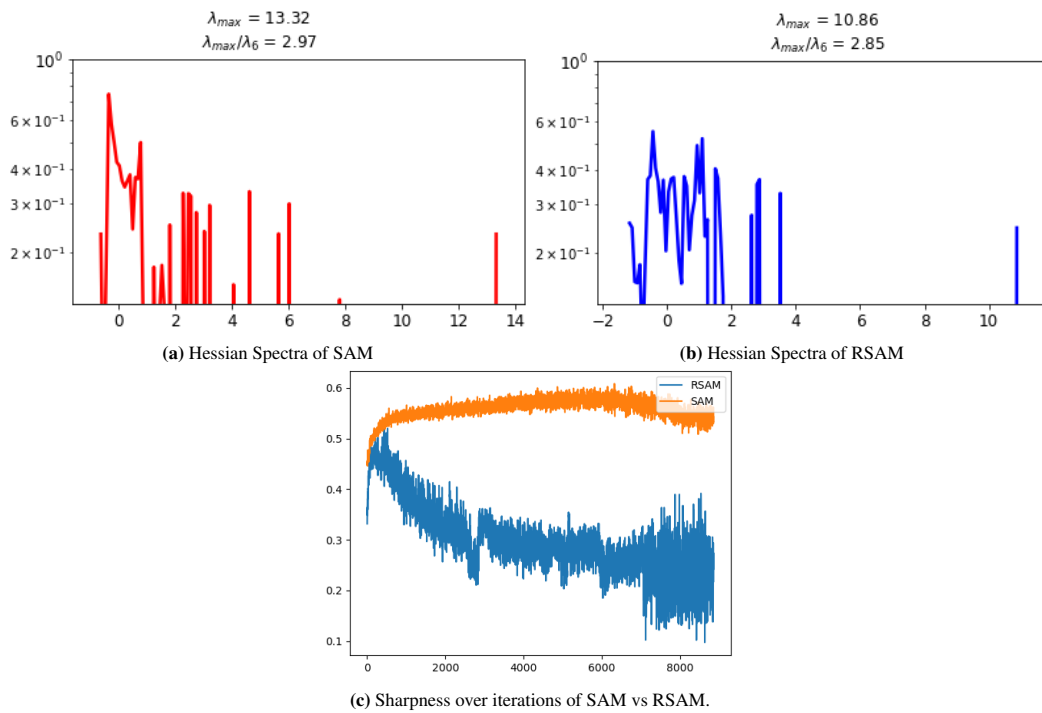 λmax = 13.32
λmax/λ6 = 2.97
10⁰
6 × 10⁻¹
4 × 10⁻¹
3 × 10⁻¹
2 × 10⁻¹
0 2 4 6 8 10 12 14
(a) Hessian Spectra of SAM
λmax = 10.86
λmax/λ6 = 2.85
10⁰
6 × 10⁻¹
4 × 10⁻¹
3 × 10⁻¹
2 × 10⁻¹
−2 0 2 4 6 8 10
(b) Hessian Spectra of RSAM
RSAM
SAM
0.6
0.5
0.4
0.3
0.2
0.1
0 2000 4000 6000 8000
(c) Sharpness over iterations of SAM vs RSAM.